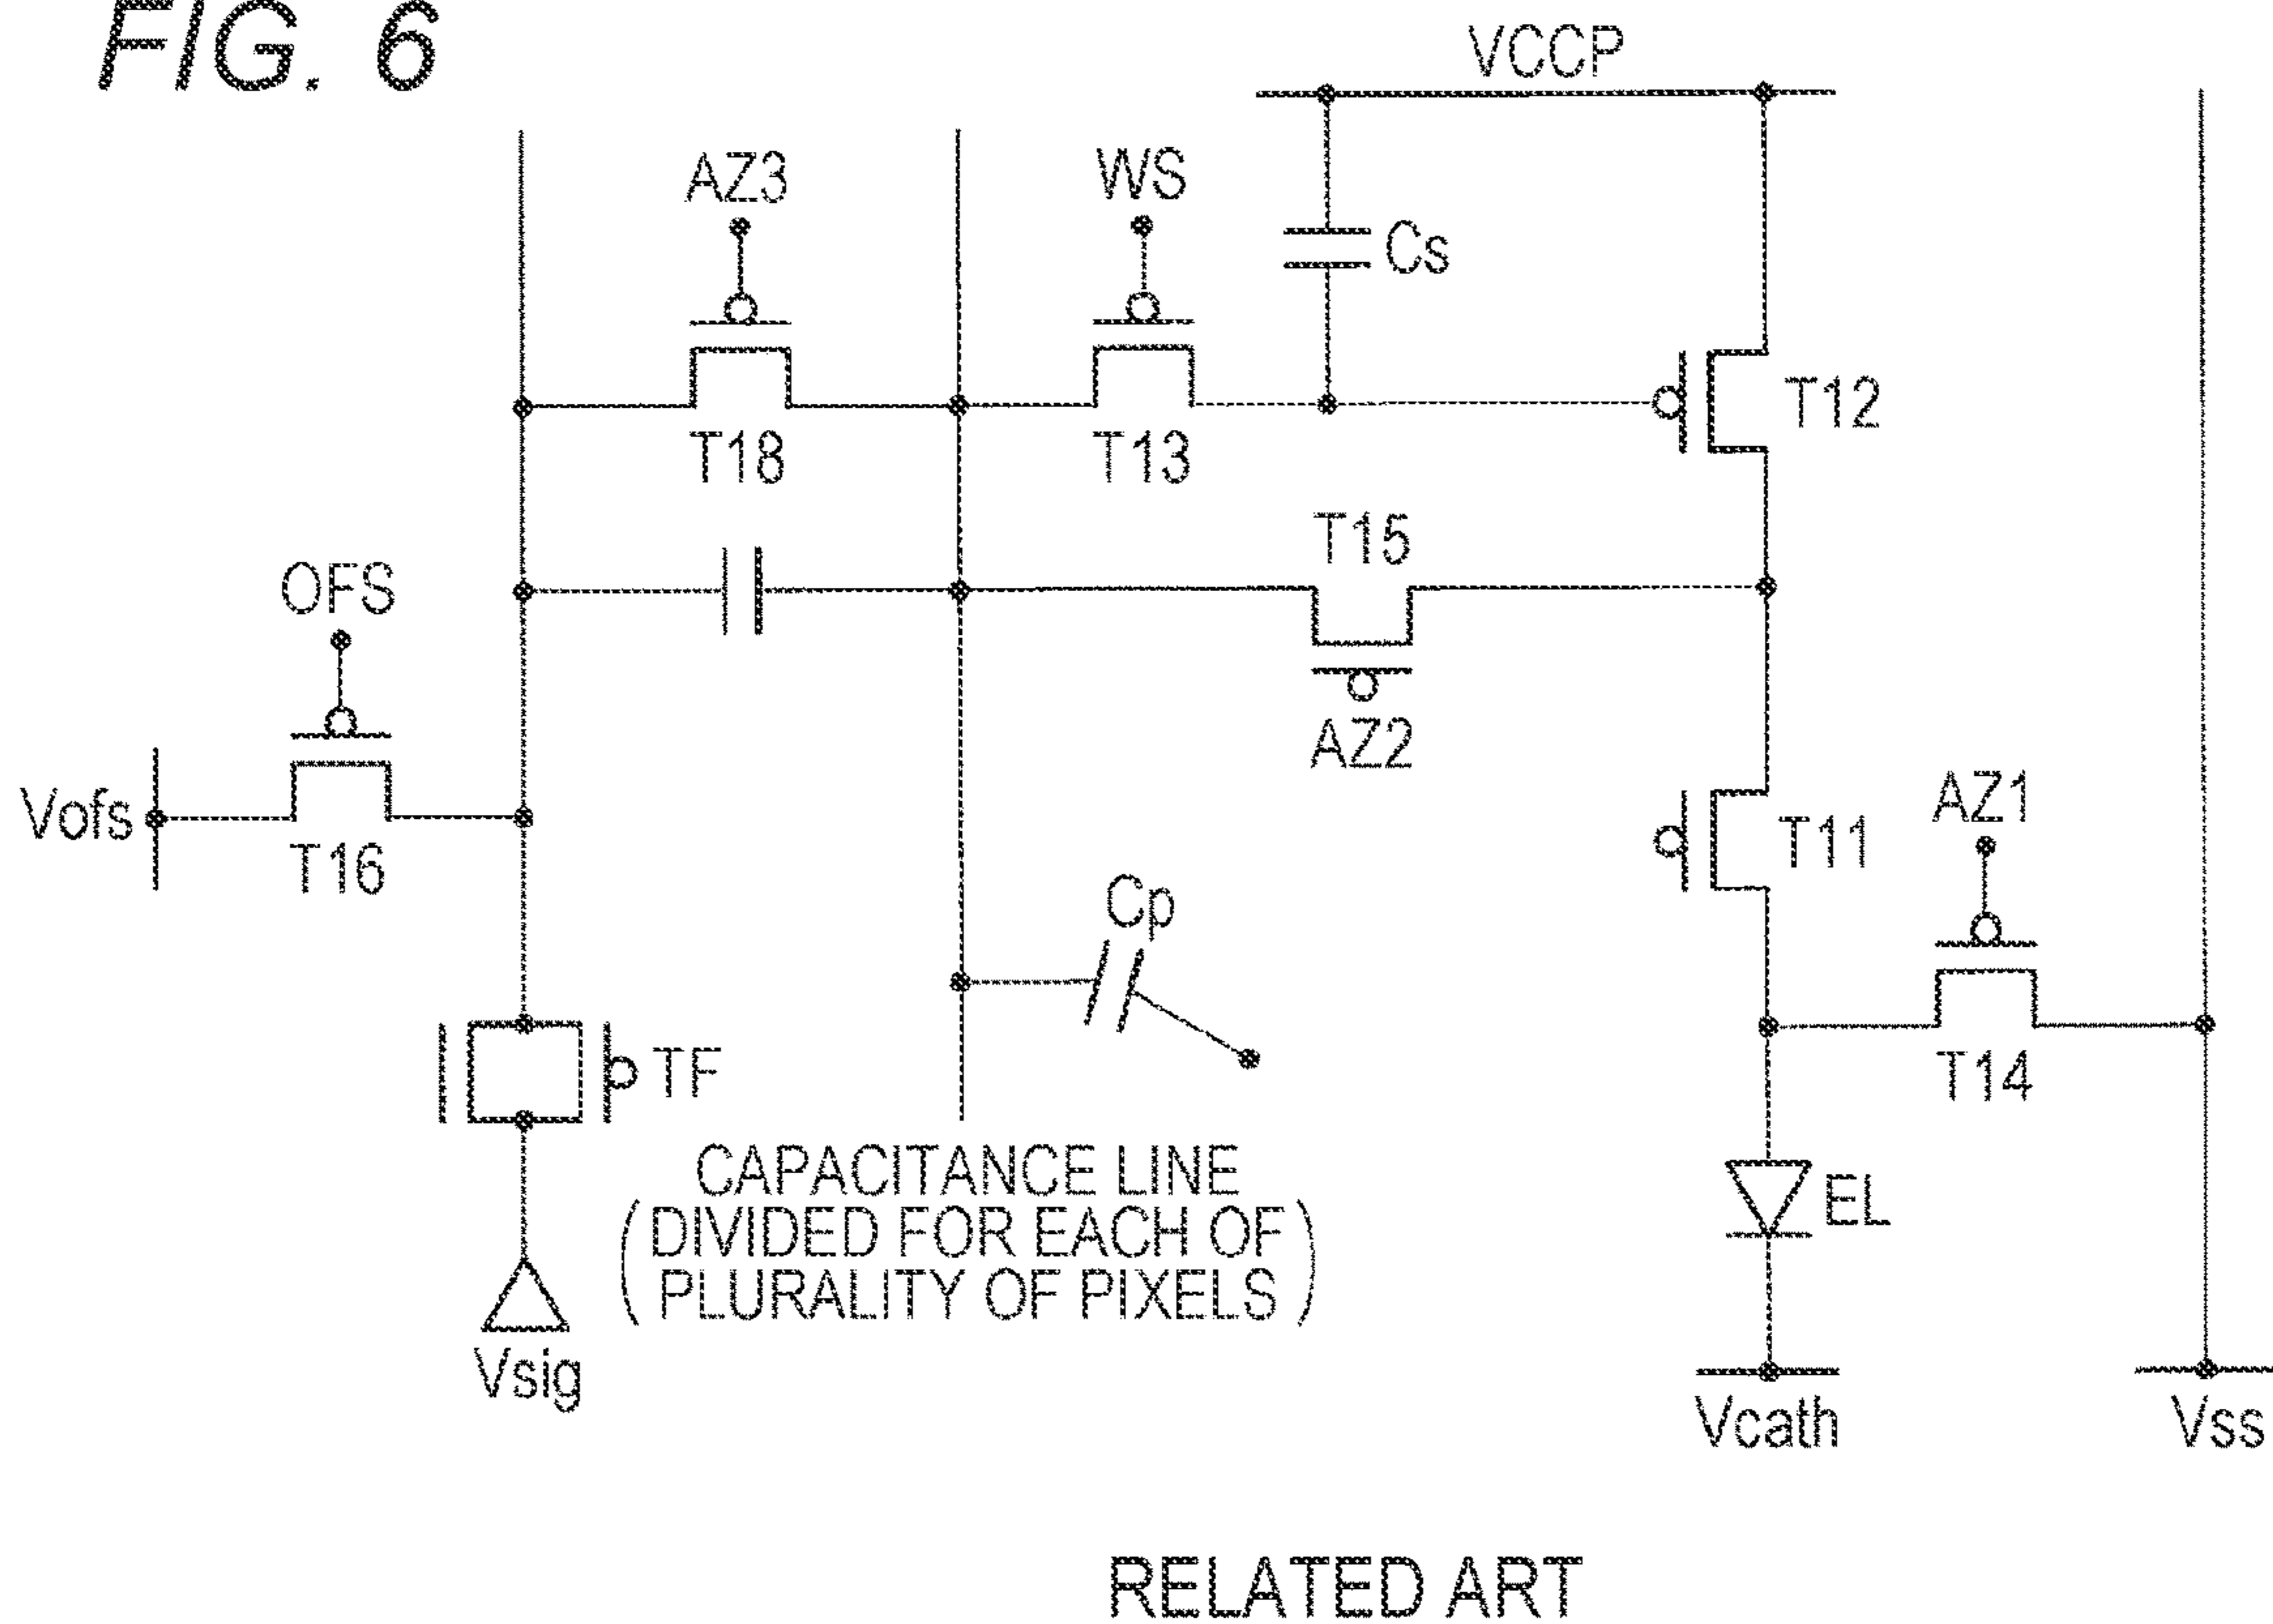 FIG. 6
VCCP
AZ3
WS
Cs
T12
T18
T13
T15
OFS
AZ2
AZ1
Vofs
T16
T11
Cp
TF
T14
CAPACITANCE LINE
(DIVIDED FOR EACH OF
PLURALITY OF PIXELS)
EL
Vsig
Vcath
Vss
RELATED ART